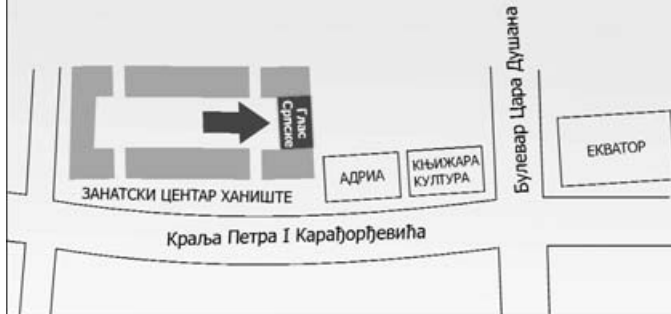 Глас
Српске
Булевар Цара Душана
АДРИА
КЊИЖАРА
КУЛТУРА
ЕКВАТОР
ЗАНАТСКИ ЦЕНТАР ХАНИШТЕ
Краља Петра I Карађорђевића